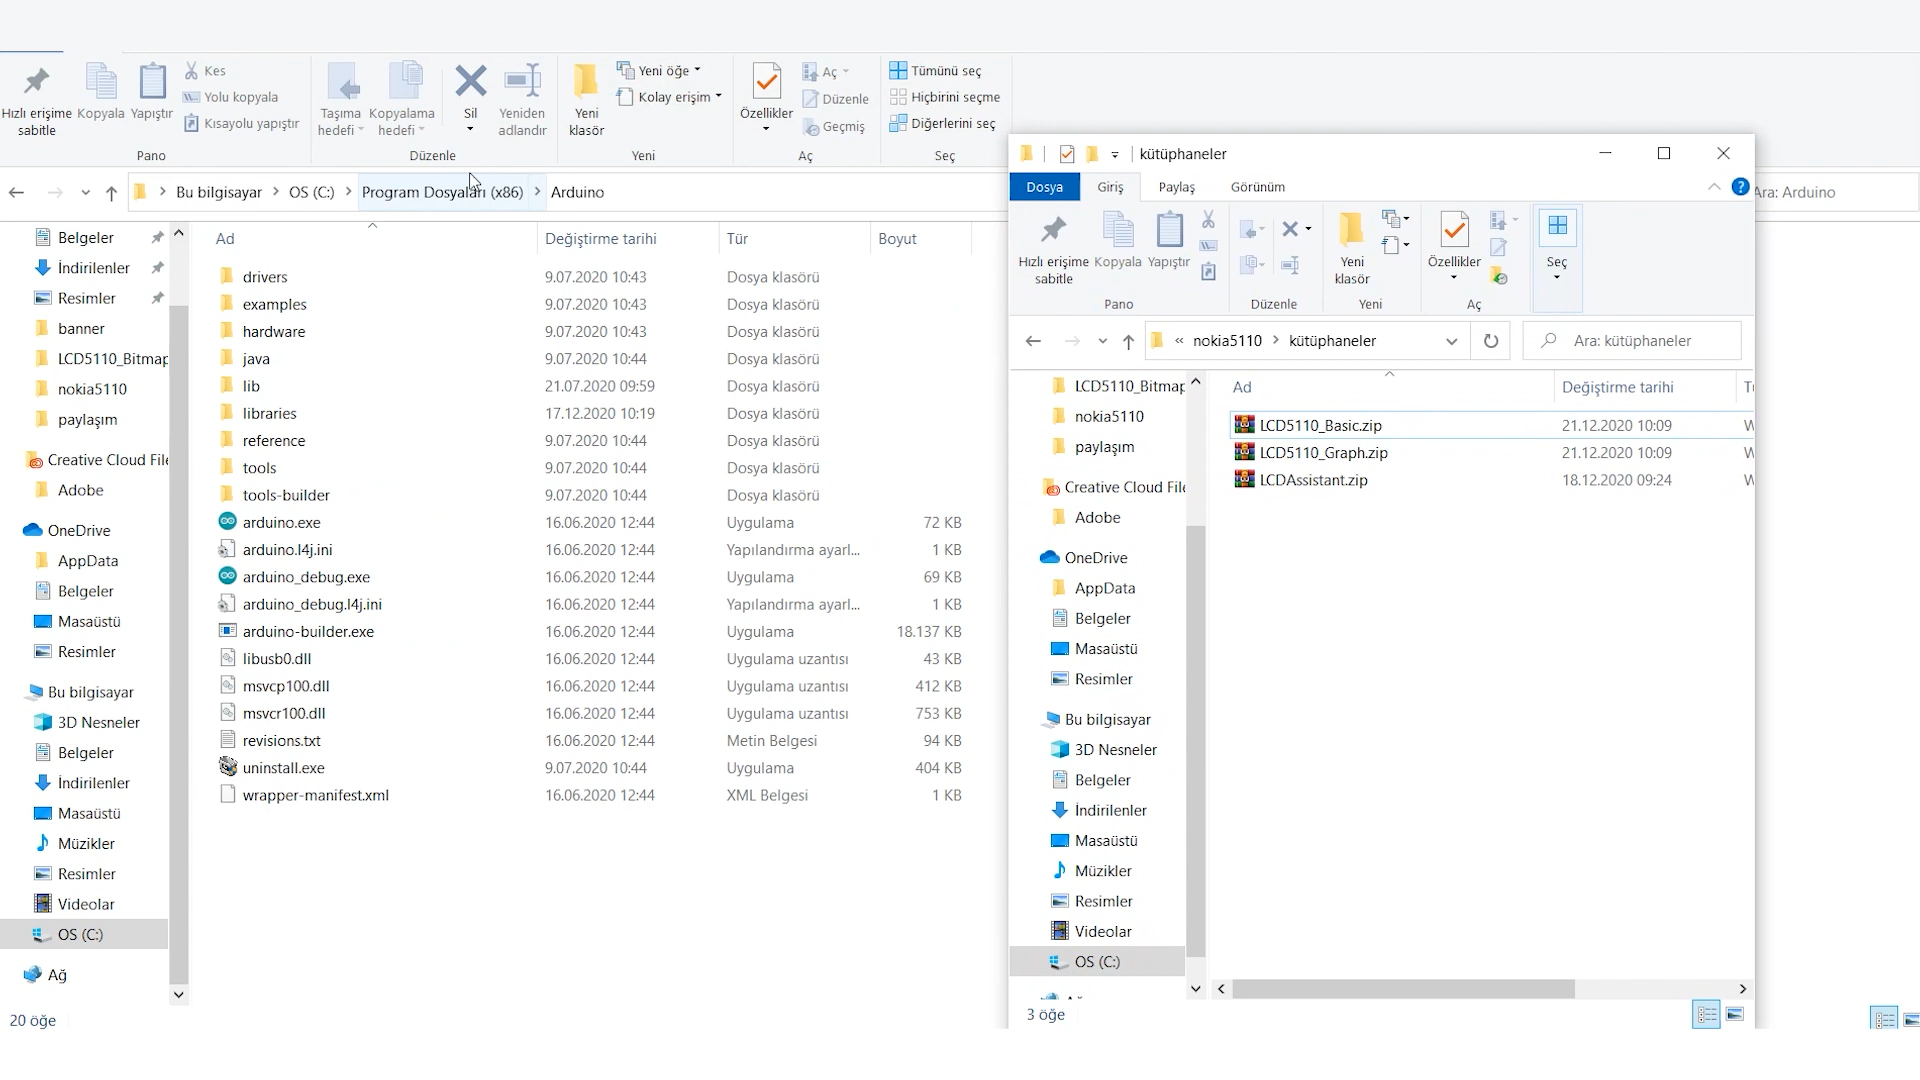 Hızlı erişime sabitle
Kopyala
Yapıştır
Kes
Yolu kopyala
Kısayolu yapıştır
Pano
Taşıma hedefi
Kopyalama hedefi
Sil
Yeniden adlandır
Düzenle
Yeni klasör
Yeni öğe
Kolay erişim
Yeni
Özellikler
Aç
Düzenle
Geçmiş
Aç
Tümünü seç
Hiçbirini seçme
Diğerlerini seç
Seç
Bu bilgisayar > OS (C:) > Program Dosyaları (x86) > Arduino
Ara: Arduino
Belgeler
İndirilenler
Resimler
banner
LCD5110_Bitmap
nokia5110
paylaşım
Creative Cloud File
Adobe
OneDrive
AppData
Belgeler
Masaüstü
Resimler
Bu bilgisayar
3D Nesneler
Belgeler
İndirilenler
Masaüstü
Müzikler
Resimler
Videolar
OS (C:)
Ağ
20 öğe
Ad Değiştirme tarihi Tür Boyut
drivers 9.07.2020 10:43 Dosya klasörü
examples 9.07.2020 10:43 Dosya klasörü
hardware 9.07.2020 10:43 Dosya klasörü
java 9.07.2020 10:44 Dosya klasörü
lib 21.07.2020 09:59 Dosya klasörü
libraries 17.12.2020 10:19 Dosya klasörü
reference 9.07.2020 10:44 Dosya klasörü
tools 9.07.2020 10:44 Dosya klasörü
tools-builder 9.07.2020 10:44 Dosya klasörü
arduino.exe 16.06.2020 12:44 Uygulama 72 KB
arduino.l4j.ini 16.06.2020 12:44 Yapılandırma ayarl... 1 KB
arduino_debug.exe 16.06.2020 12:44 Uygulama 69 KB
arduino_debug.l4j.ini 16.06.2020 12:44 Yapılandırma ayarl... 1 KB
arduino-builder.exe 16.06.2020 12:44 Uygulama 18.137 KB
libusb0.dll 16.06.2020 12:44 Uygulama uzantısı 43 KB
msvcp100.dll 16.06.2020 12:44 Uygulama uzantısı 412 KB
msvcr100.dll 16.06.2020 12:44 Uygulama uzantısı 753 KB
revisions.txt 16.06.2020 12:44 Metin Belgesi 94 KB
uninstall.exe 9.07.2020 10:44 Uygulama 404 KB
wrapper-manifest.xml 16.06.2020 12:44 XML Belgesi 1 KB
kütüphaneler
Dosya Giriş Paylaş Görünüm
Hızlı erişime sabitle
Kopyala
Yapıştır
Pano
Düzenle
Yeni klasör
Yeni
Özellikler
Aç
Seç
« nokia5110 > kütüphaneler
Ara: kütüphaneler
LCD5110_Bitmap
nokia5110
paylaşım
Creative Cloud File
Adobe
OneDrive
AppData
Belgeler
Masaüstü
Resimler
Bu bilgisayar
3D Nesneler
Belgeler
İndirilenler
Masaüstü
Müzikler
Resimler
Videolar
OS (C:)
3 öğe
Ad Değiştirme tarihi
LCD5110_Basic.zip 21.12.2020 10:09
LCD5110_Graph.zip 21.12.2020 10:09
LCDAssistant.zip 18.12.2020 09:24